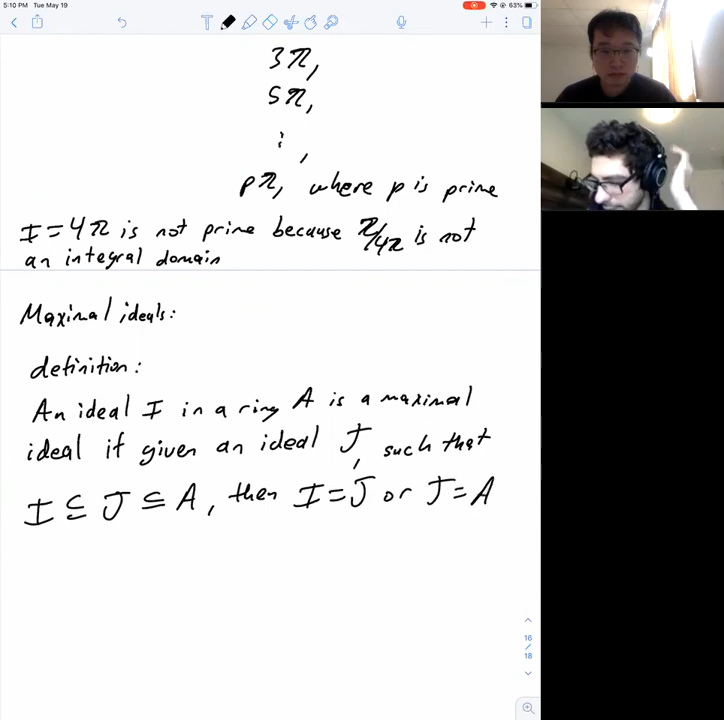 5:10 PM Tue May 19
63%
T
3ℤ,
5ℤ,
⋮ ,
pℤ, where p is prime
I = 4ℤ is not prime because ℤ/4ℤ is not
an integral domain
Maximal ideals:
definition:
An ideal I in a ring A is a maximal
ideal if given an ideal J, such that
I ⊆ J ⊆ A, then I = J or J = A
16
/
18